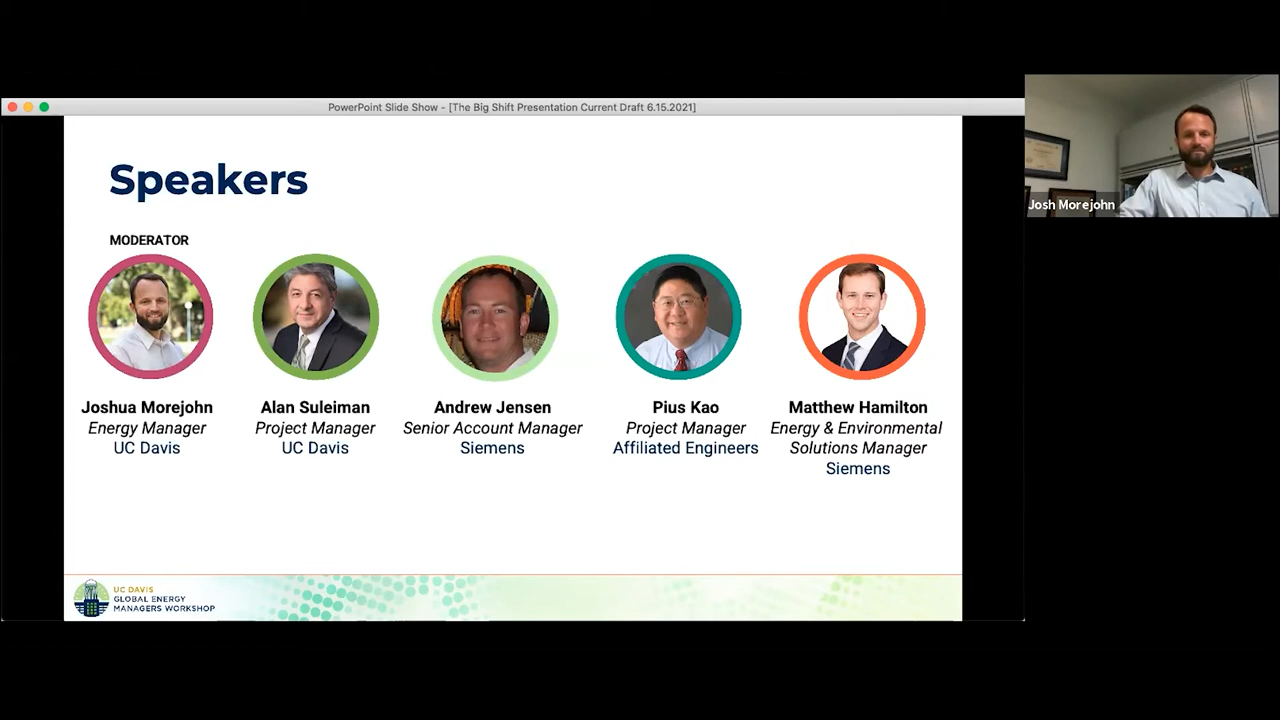 PowerPoint Slide Show - [The Big Shift Presentation Current Draft 6.15.2021]
Speakers
MODERATOR
Joshua Morejohn
Energy Manager
UC Davis
Alan Suleiman
Project Manager
UC Davis
Andrew Jensen
Senior Account Manager
Siemens
Pius Kao
Project Manager
Affiliated Engineers
Matthew Hamilton
Energy & Environmental
Solutions Manager
Siemens
UC DAVIS
GLOBAL ENERGY
MANAGERS WORKSHOP
Josh Morejohn